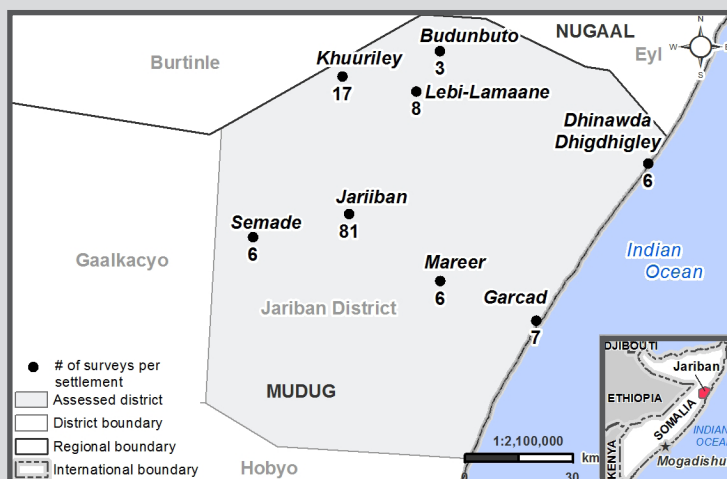 NUGAAL
Burtinle
Budunbuto
3
Eyl
N
W
E
S
Khuuriley
17
Lebi-Lamaane
8
Dhinawda
Dhigdhigley
6
Jariiban
81
Semade
6
Gaalkacyo
Mareer
6
Indian
Ocean
Jariban District
Garcad
7
MUDUG
Hobyo
# of surveys per
settlement
Assessed district
District boundary
Regional boundary
International boundary
1:2,100,000
km
0
30
DJIBOUTI
Jariban
ETHIOPIA
SOMALIA
INDIAN
OCEAN
KENYA
Mogadishu